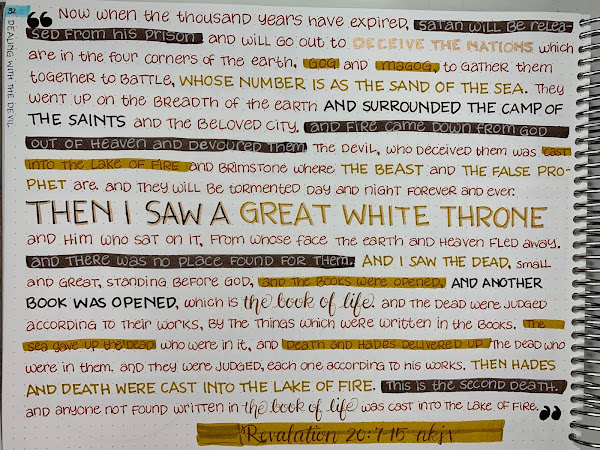 32
DEALING WITH THE DEVIL
"NOW WHEN THE THOUSAND YEARS HAVE EXPIRED, SATAN WILL BE RELEA-
SED FROM HIS PRISON AND WILL GO OUT TO DECEIVE THE NATIONS WHICH
ARE IN THE FOUR CORNERS OF THE EARTH, GOG AND MAGOG, TO GATHER THEM
TOGETHER TO BATTLE, WHOSE NUMBER IS AS THE SAND OF THE SEA. THEY
WENT UP ON THE BREADTH OF THE EARTH AND SURROUNDED THE CAMP OF
THE SAINTS AND THE BELOVED CITY. AND FIRE CAME DOWN FROM GOD
OUT OF HEAVEN AND DEVOURED THEM. THE DEVIL, WHO DECEIVED THEM WAS CAST
INTO THE LAKE OF FIRE AND BRIMSTONE WHERE THE BEAST AND THE FALSE PRO-
PHET ARE. AND THEY WILL BE TORMENTED DAY AND NIGHT FOREVER AND EVER.
THEN I SAW A GREAT WHITE THRONE
AND HIM WHO SAT ON IT, FROM WHOSE FACE THE EARTH AND HEAVEN FLED AWAY.
AND THERE WAS NO PLACE FOUND FOR THEM. AND I SAW THE DEAD, SMALL
AND GREAT, STANDING BEFORE GOD, AND THE BOOKS WERE OPENED. AND ANOTHER
BOOK WAS OPENED, WHICH IS the book of life. AND THE DEAD WERE JUDGED
ACCORDING TO THEIR WORKS, BY THE THINGS WHICH WERE WRITTEN IN THE BOOKS. THE
SEA GAVE UP THE DEAD WHO WERE IN IT, AND DEATH AND HADES DELIVERED UP THE DEAD WHO
WERE IN THEM. AND THEY WERE JUDGED, EACH ONE ACCORDING TO HIS WORKS. THEN HADES
AND DEATH WERE CAST INTO THE LAKE OF FIRE. THIS IS THE SECOND DEATH.
AND ANYONE NOT FOUND WRITTEN IN the book of life WAS CAST INTO THE LAKE OF FIRE."
Revalation 20:7-15 nkjv